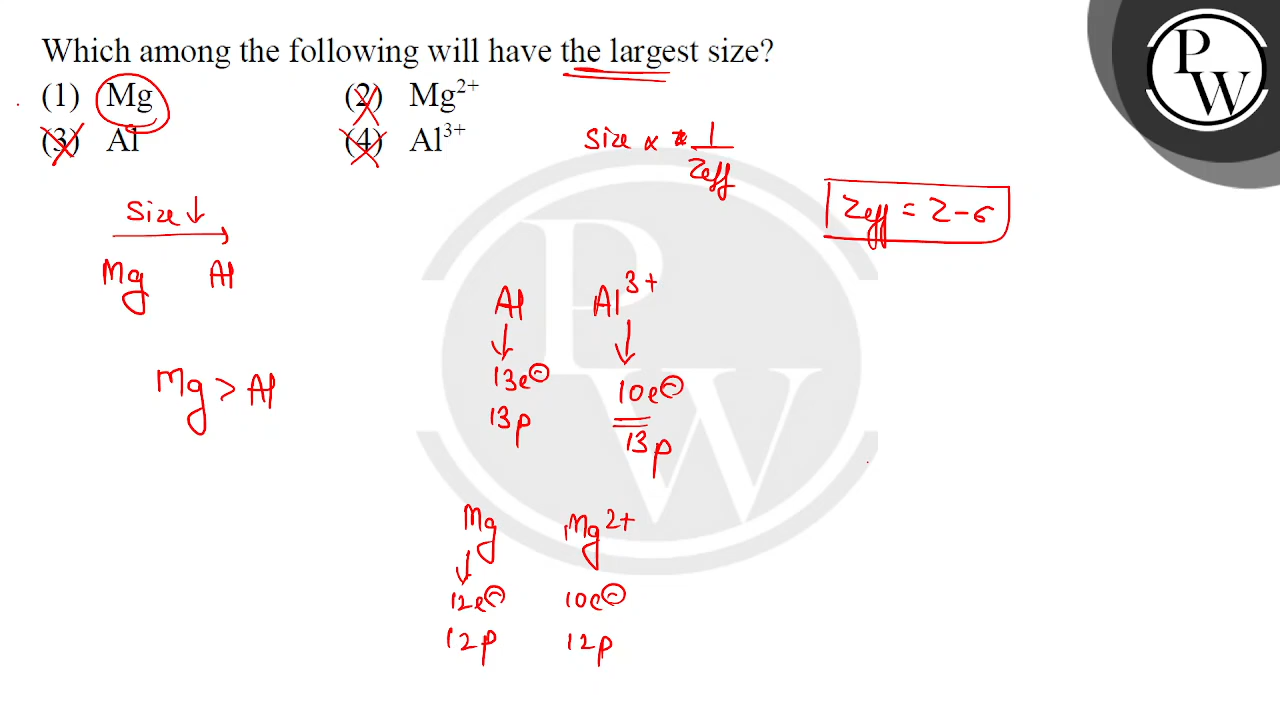 Which among the following will have the largest size?
(1) Mg (2) Mg²⁺
(3) Al (4) Al³⁺
Size ∝ 1/Zeff
Zeff = Z-σ
Size ↓
Mg Al
Mg > Al
Al Al³⁺
↓ ↓
13e⊖ 10e⊖
13p 13p
Mg Mg²⁺
↓
12e⊖ 10e⊖
12p 12p
P
W
P
W